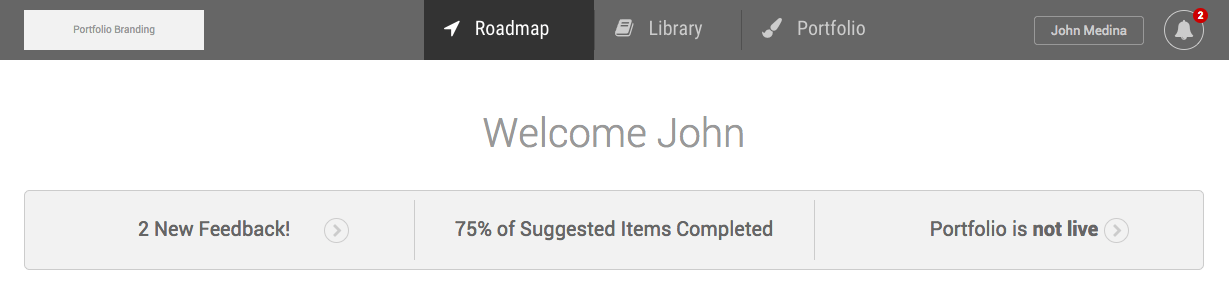 Portfolio Branding
Roadmap
Library
Portfolio
John Medina
2
Welcome John
2 New Feedback!
75% of Suggested Items Completed
Portfolio is not live